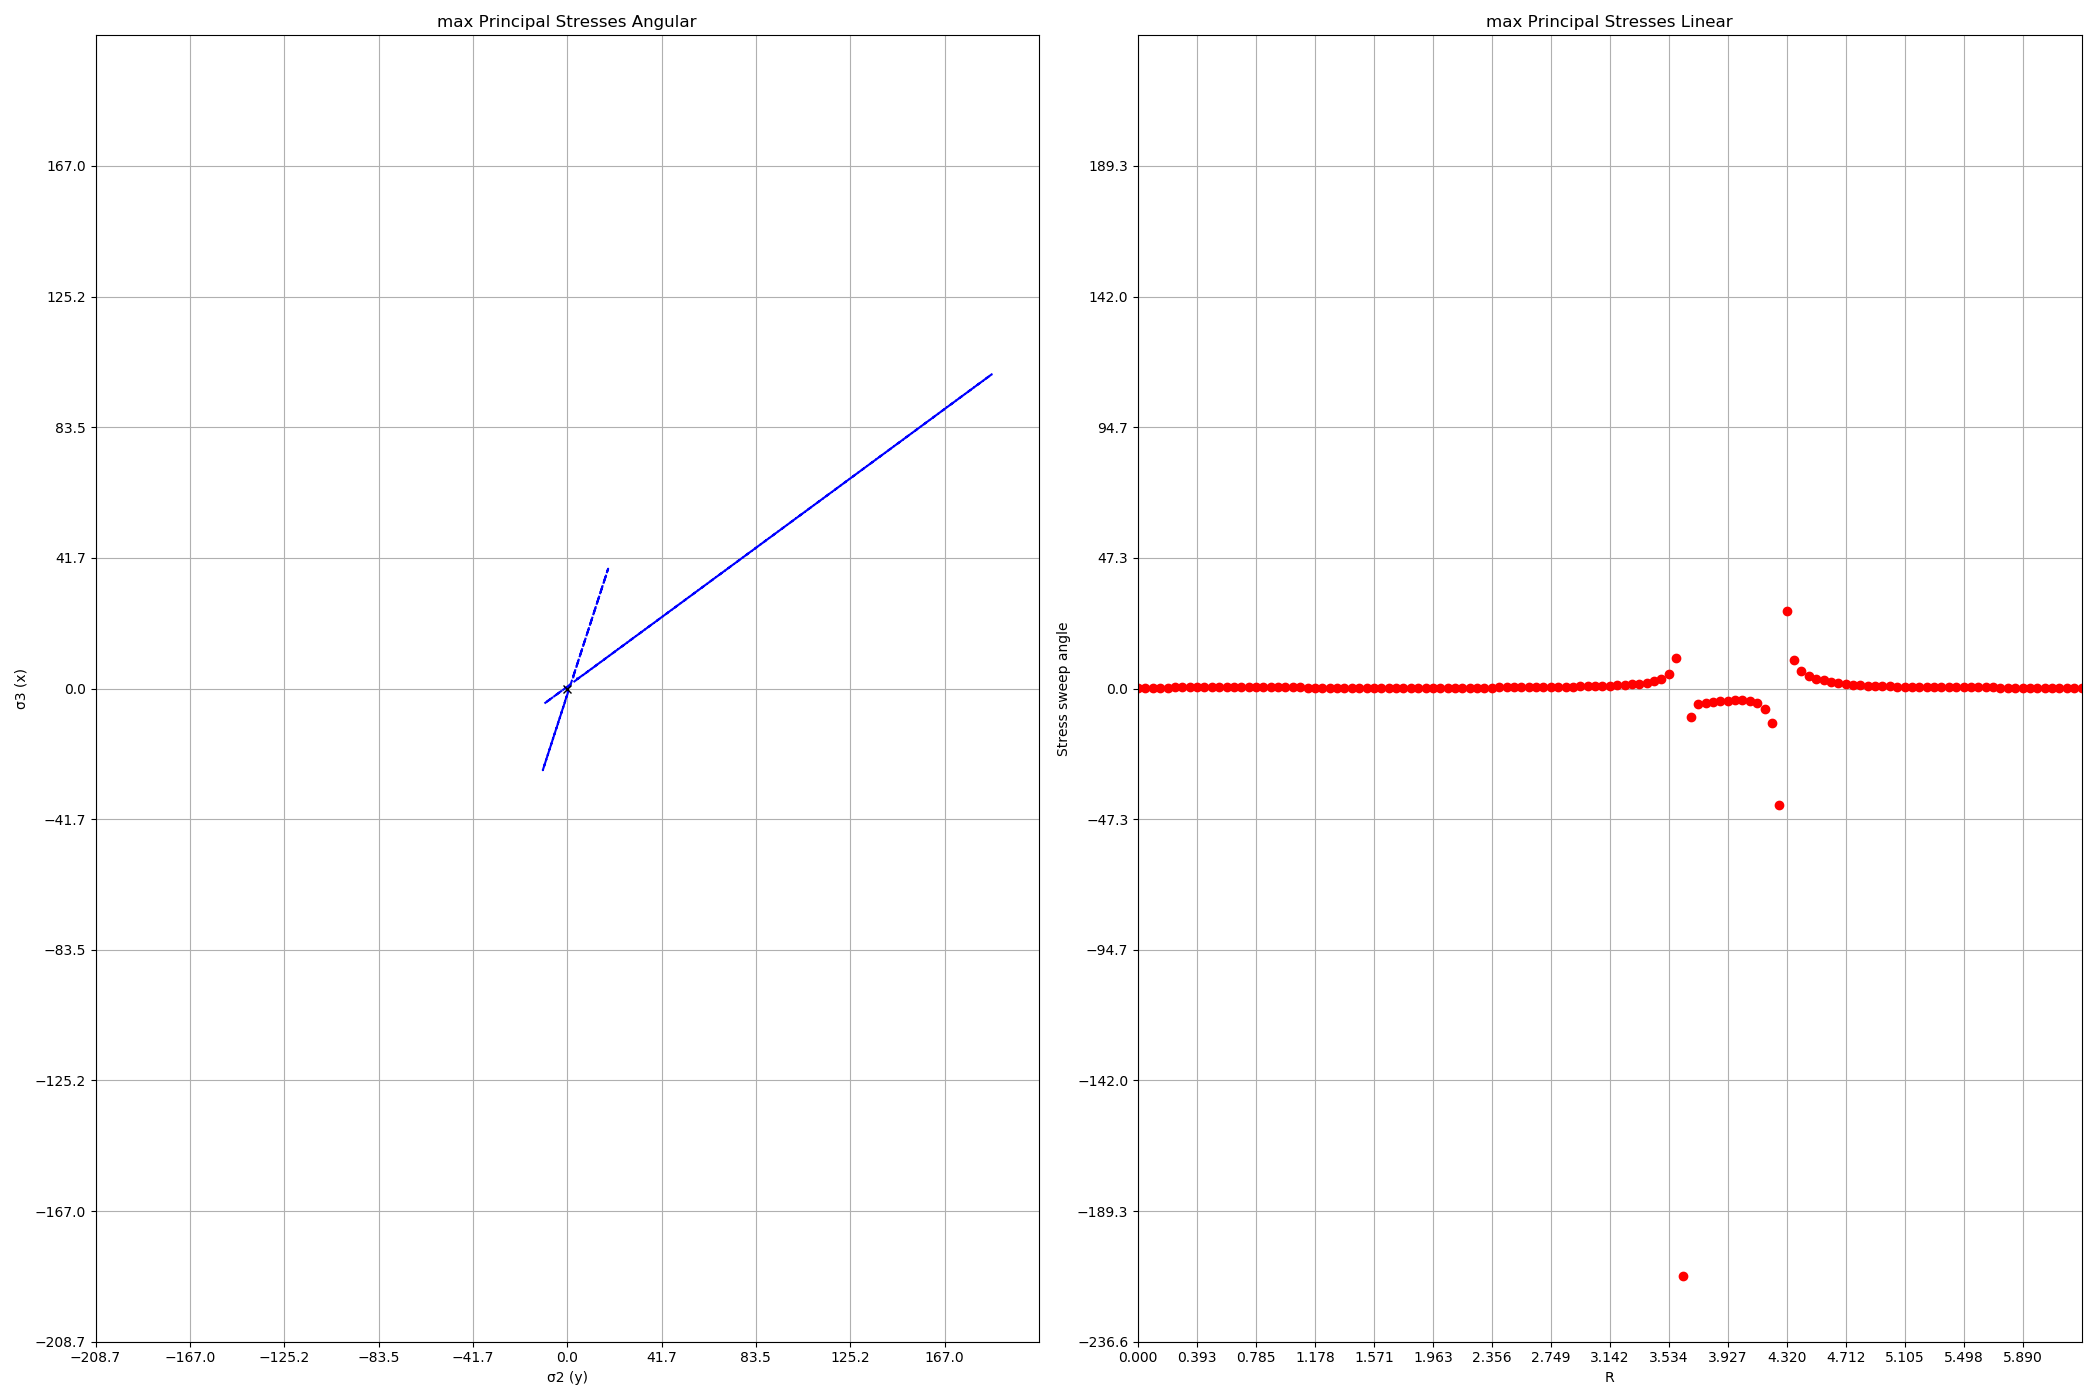 max Principal Stresses Angular
167.0
125.2
83.5
41.7
0.0
−41.7
−83.5
−125.2
−167.0
−208.7
σ3 (x)
−208.7 −167.0 −125.2 −83.5 −41.7 0.0 41.7 83.5 125.2 167.0
σ2 (y)
max Principal Stresses Linear
189.3
142.0
94.7
47.3
0.0
−47.3
−94.7
−142.0
−189.3
−236.6
Stress sweep angle
0.000 0.393 0.785 1.178 1.571 1.963 2.356 2.749 3.142 3.534 3.927 4.320 4.712 5.105 5.498 5.890
R